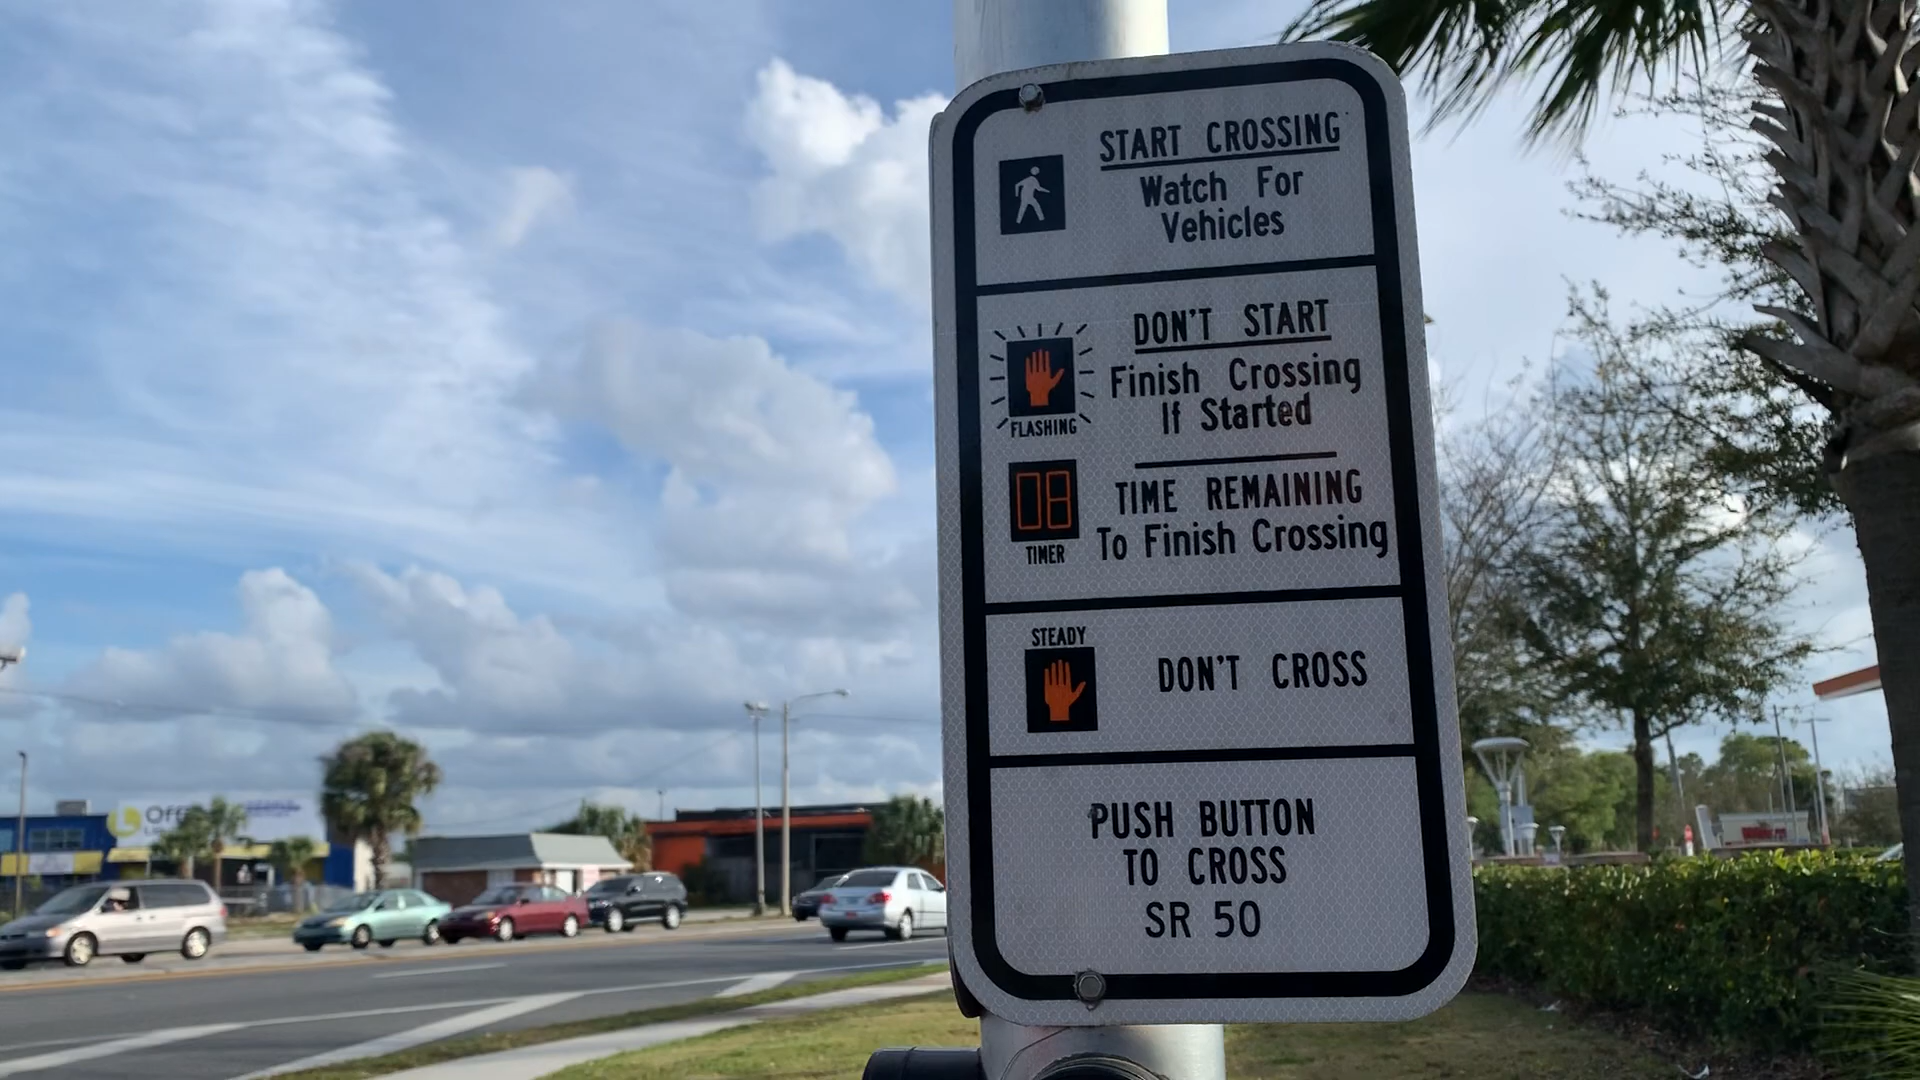 START CROSSING
Watch For
Vehicles
DON'T START
Finish Crossing
If Started
FLASHING
08
TIME REMAINING
To Finish Crossing
TIMER
STEADY
DON'T CROSS
PUSH BUTTON
TO CROSS
SR 50